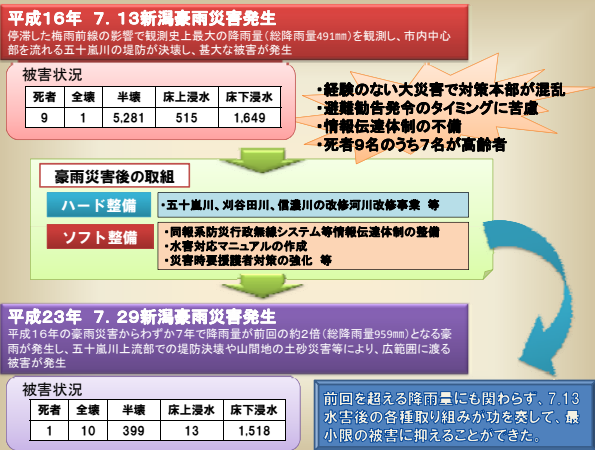 平成16年 7．13新潟豪雨災害発生
停滞した梅雨前線の影響で観測史上最大の降雨量（総降雨量491㎜）を観測し、市内中心
部を流れる五十嵐川の堤防が決壊し、甚大な被害が発生
被害状況
死者 全壊 半壊 床上浸水 床下浸水
9 1 5,281 515 1,649
・経験のない大災害で対策本部が混乱
・避難勧告発令のタイミングに苦慮
・情報伝達体制の不備
・死者９名のうち７名が高齢者
豪雨災害後の取組
ハード整備
・五十嵐川、刈谷田川、信濃川の改修河川改修事業 等
ソフト整備
・同報系防災行政無線システム等情報伝達体制の整備
・水害対応マニュアルの作成
・災害時要援護者対策の強化 等
平成23年 7．29新潟豪雨災害発生
平成16年の豪雨災害からわずか7年で降雨量が前回の約２倍（総降雨量959㎜）となる豪
雨が発生し、五十嵐川上流部での堤防決壊や山間地の土砂災害等により、広範囲に渡る
被害が発生
被害状況
死者 全壊 半壊 床上浸水 床下浸水
1 10 399 13 1,518
前回を超える降雨量にも関わらず、7.13
水害後の各種取り組みが功を奏して、最
小限の被害に抑えることができた。